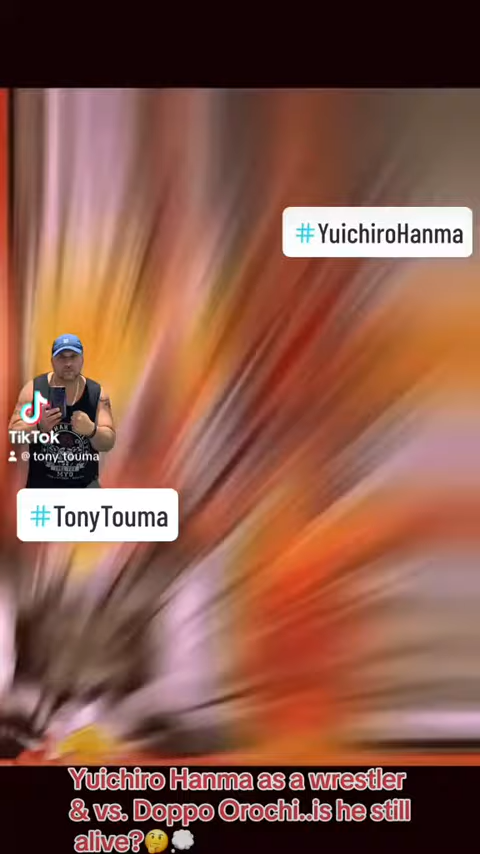 #YuichiroHanma
TikTok
@tony_touma
#TonyTouma
Yuichiro Hanma as a wrestler
& vs. Doppo Orochi..is he still
alive?🤔💭